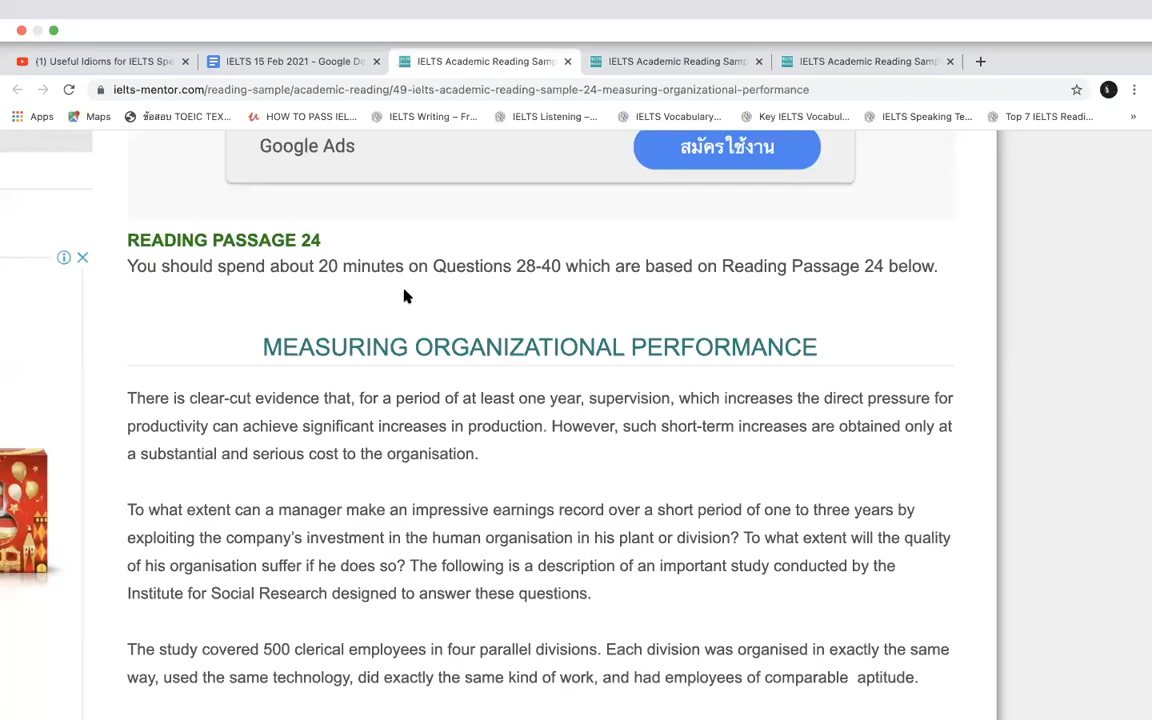 (1) Useful Idioms for IELTS Spe
IELTS 15 Feb 2021 - Google Do
IELTS Academic Reading Samp
IELTS Academic Reading Samp
IELTS Academic Reading Samp
ielts-mentor.com/reading-sample/academic-reading/49-ielts-academic-reading-sample-24-measuring-organizational-performance
Apps
Maps
ข้อสอบ TOEIC TEX...
HOW TO PASS IEL...
IELTS Writing – Fr...
IELTS Listening –...
IELTS Vocabulary...
Key IELTS Vocabul...
IELTS Speaking Te...
Top 7 IELTS Readi...
»
Google Ads
สมัครใช้งาน
READING PASSAGE 24
You should spend about 20 minutes on Questions 28-40 which are based on Reading Passage 24 below.
MEASURING ORGANIZATIONAL PERFORMANCE
There is clear-cut evidence that, for a period of at least one year, supervision, which increases the direct pressure for
productivity can achieve significant increases in production. However, such short-term increases are obtained only at
a substantial and serious cost to the organisation.
To what extent can a manager make an impressive earnings record over a short period of one to three years by
exploiting the company's investment in the human organisation in his plant or division? To what extent will the quality
of his organisation suffer if he does so? The following is a description of an important study conducted by the
Institute for Social Research designed to answer these questions.
The study covered 500 clerical employees in four parallel divisions. Each division was organised in exactly the same
way, used the same technology, did exactly the same kind of work, and had employees of comparable aptitude.